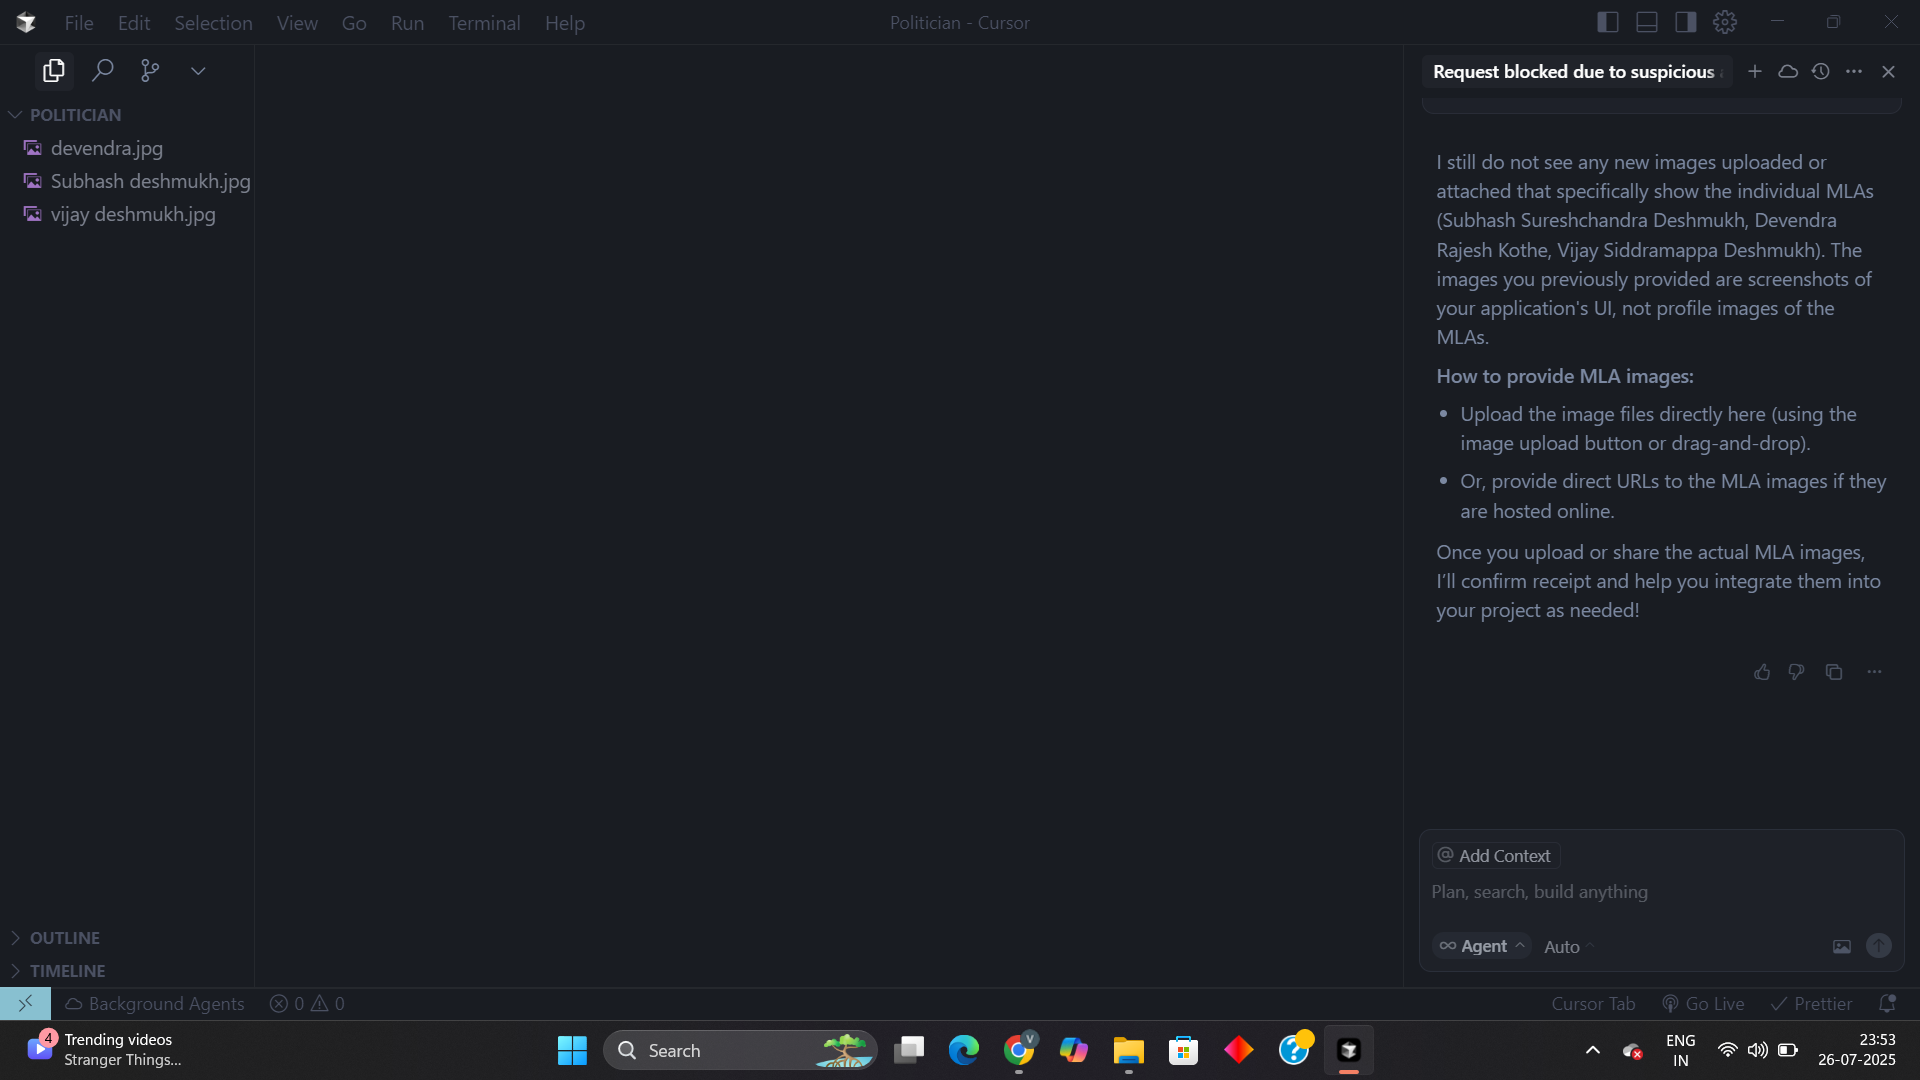 File Edit Selection View Go Run Terminal Help
Politician - Cursor
POLITICIAN
devendra.jpg
Subhash deshmukh.jpg
vijay deshmukh.jpg
OUTLINE
TIMELINE
Request blocked due to suspicious
I still do not see any new images uploaded or
attached that specifically show the individual MLAs
(Subhash Sureshchandra Deshmukh, Devendra
Rajesh Kothe, Vijay Siddramappa Deshmukh). The
images you previously provided are screenshots of
your application's UI, not profile images of the
MLAs.
How to provide MLA images:
• Upload the image files directly here (using the
image upload button or drag-and-drop).
• Or, provide direct URLs to the MLA images if they
are hosted online.
Once you upload or share the actual MLA images,
I'll confirm receipt and help you integrate them into
your project as needed!
@ Add Context
Plan, search, build anything
∞ Agent Auto
Background Agents 0 0
Cursor Tab Go Live Prettier
4
Trending videos
Stranger Things...
Search
V
?
ENG
IN
23:53
26-07-2025